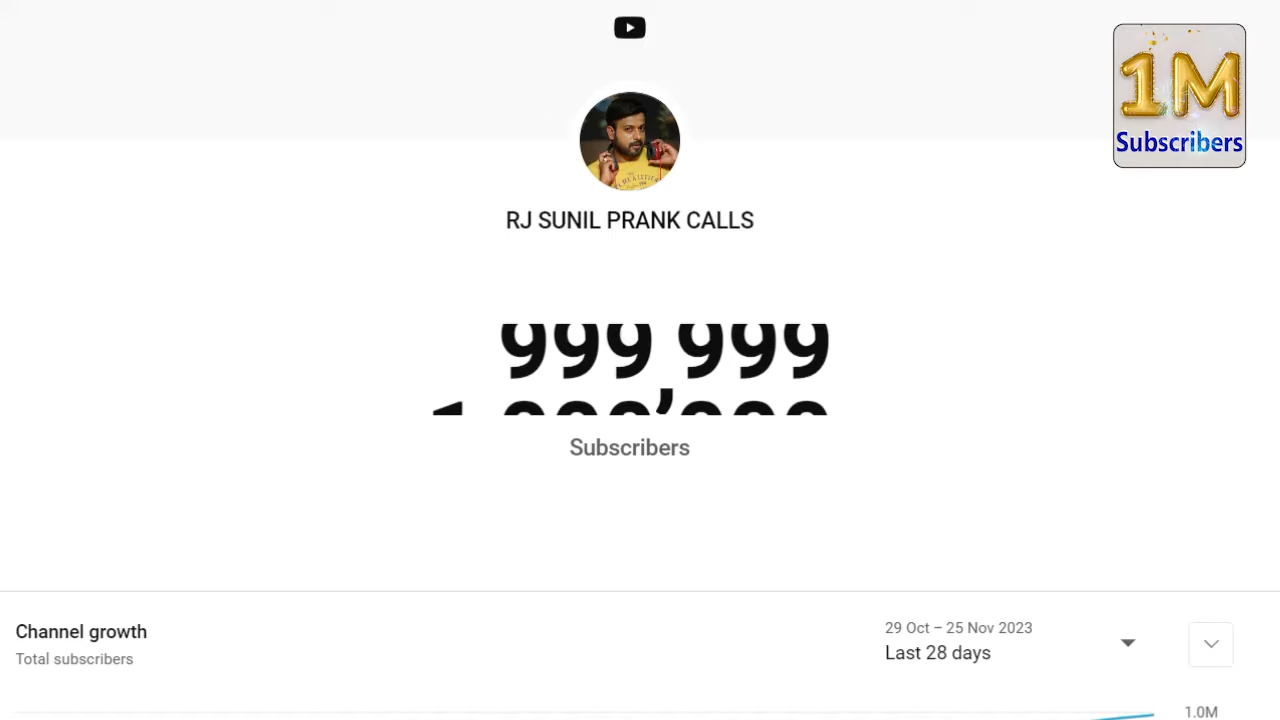 1M
Subscribers
RJ SUNIL PRANK CALLS
999,999
Subscribers
Channel growth
Total subscribers
29 Oct – 25 Nov 2023
Last 28 days
1.0M